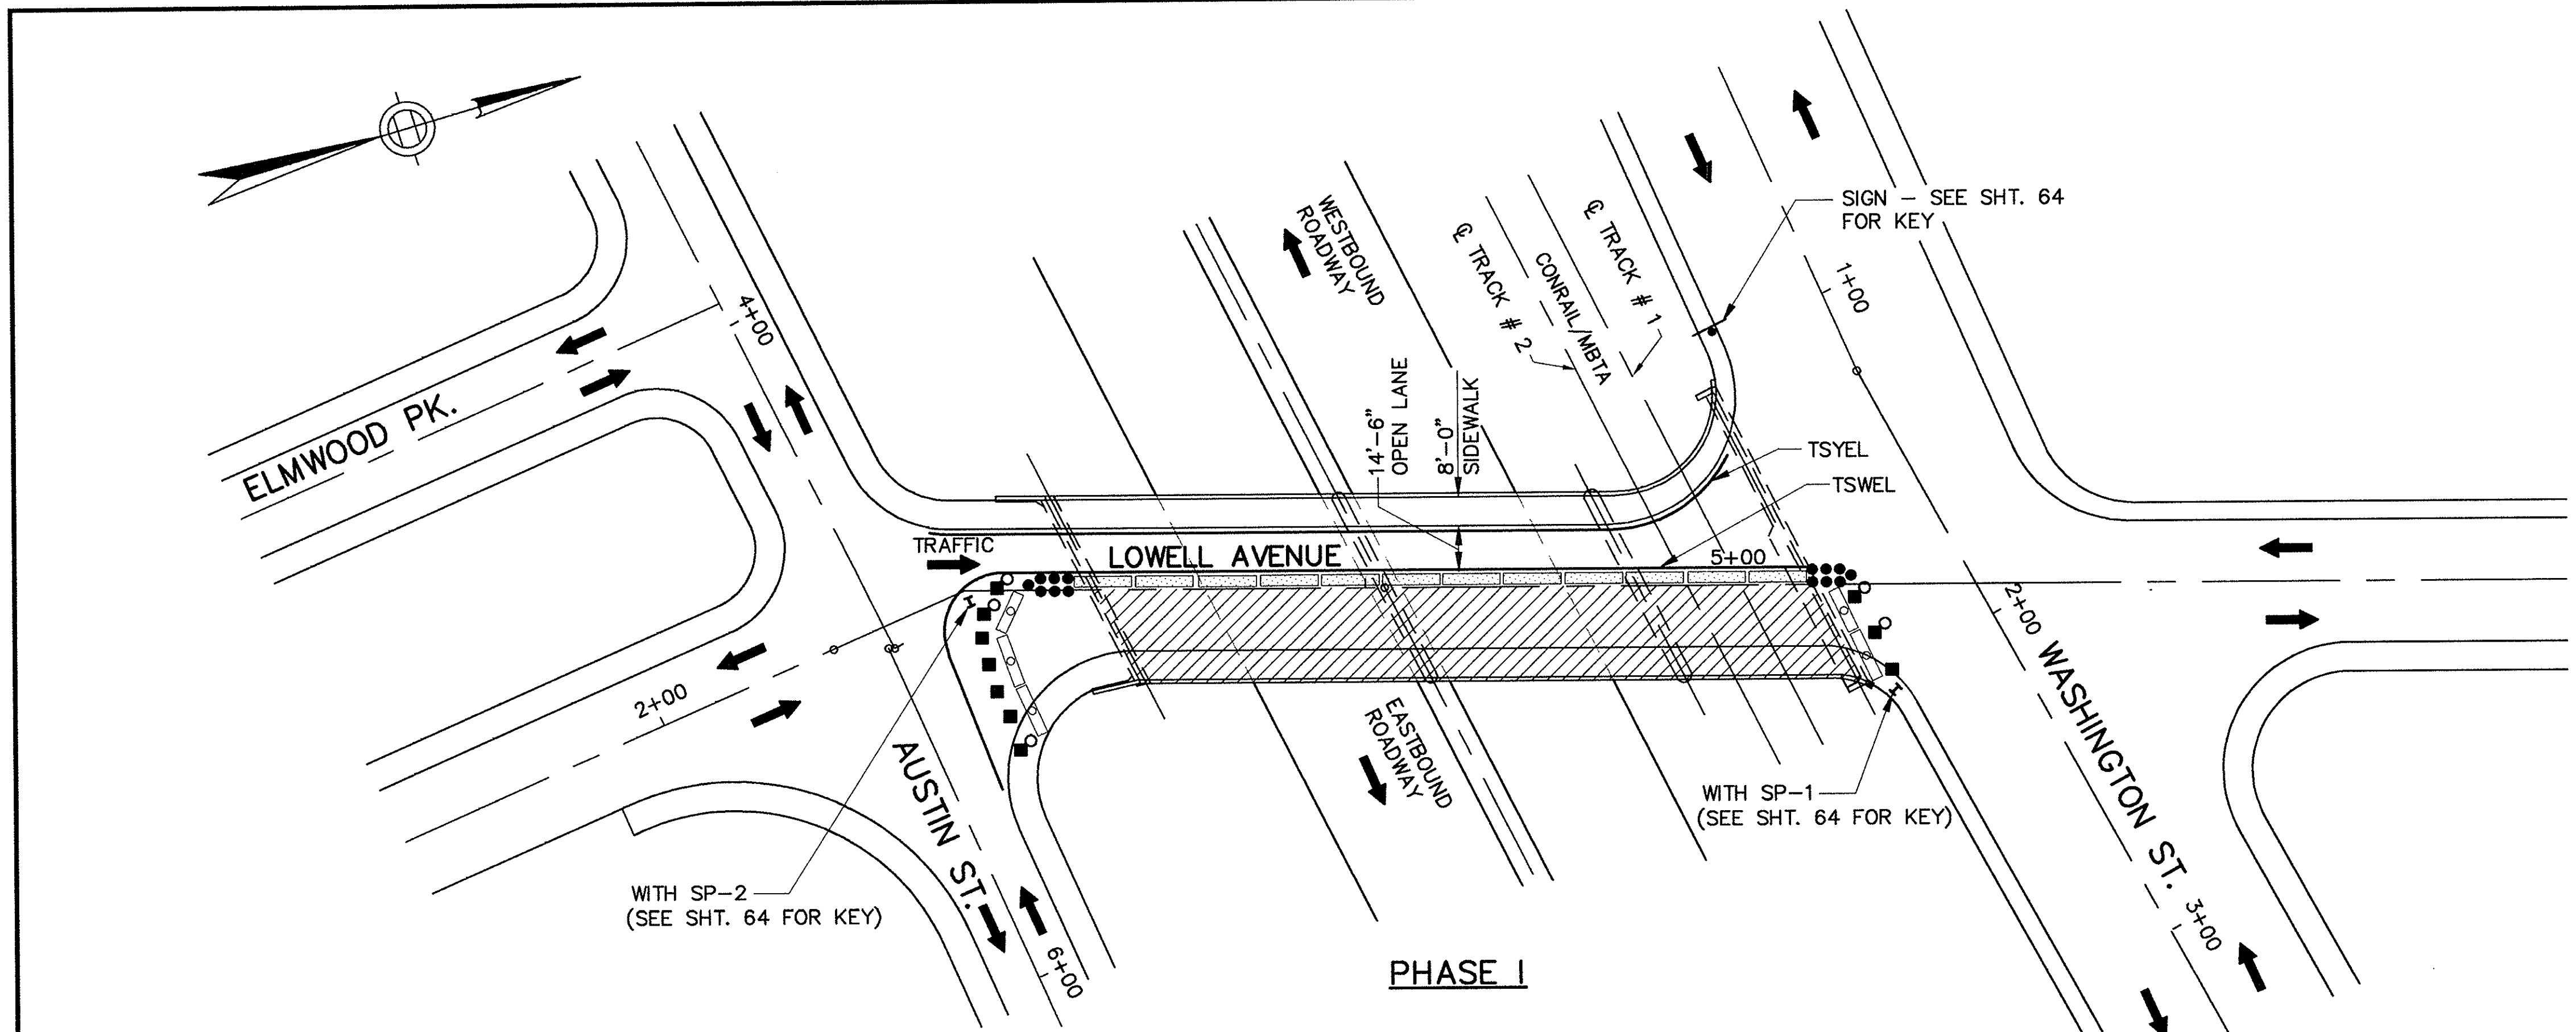 SIGN – SEE SHT. 64
FOR KEY
WESTBOUND
ROADWAY
℄ TRACK # 2
CONRAIL/MBTA
℄ TRACK # 1
1+00
4+00
14'-6"
OPEN LANE
8'-0"
SIDEWALK
ELMWOOD PK.
TSYEL
TSWEL
TRAFFIC
LOWELL AVENUE
5+00
2+00
2+00
WASHINGTON ST.
3+00
AUSTIN ST.
6+00
EASTBOUND
ROADWAY
WITH SP-1
(SEE SHT. 64 FOR KEY)
WITH SP-2
(SEE SHT. 64 FOR KEY)
PHASE I